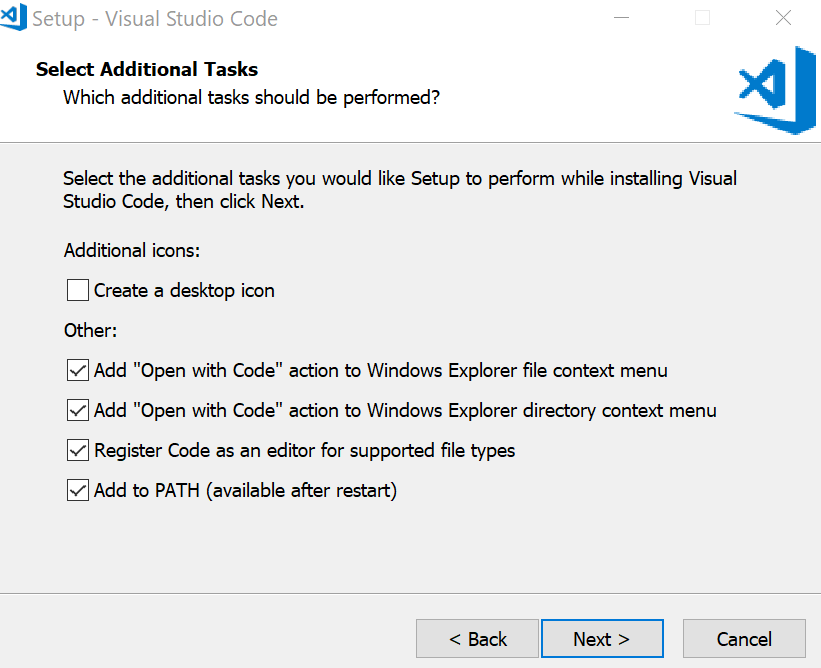 Setup - Visual Studio Code
Select Additional Tasks
Which additional tasks should be performed?
Select the additional tasks you would like Setup to perform while installing Visual
Studio Code, then click Next.
Additional icons:
Create a desktop icon
Other:
Add "Open with Code" action to Windows Explorer file context menu
Add "Open with Code" action to Windows Explorer directory context menu
Register Code as an editor for supported file types
Add to PATH (available after restart)
< Back Next > Cancel